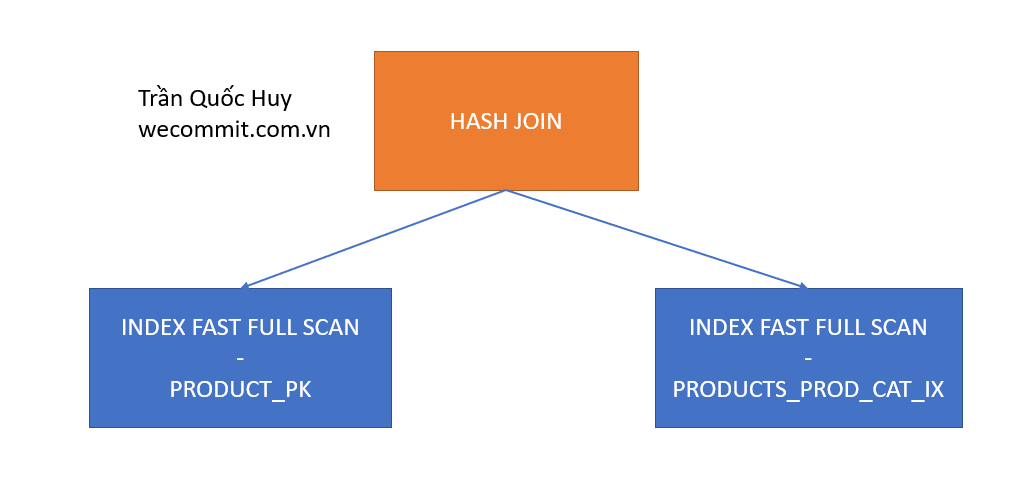 Trần Quốc Huy
wecommit.com.vn
HASH JOIN
INDEX FAST FULL SCAN
-
PRODUCT_PK
INDEX FAST FULL SCAN
-
PRODUCTS_PROD_CAT_IX